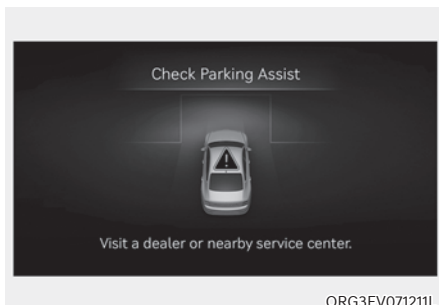 Check Parking Assist
Visit a dealer or nearby service center.
ORG3EV071211L